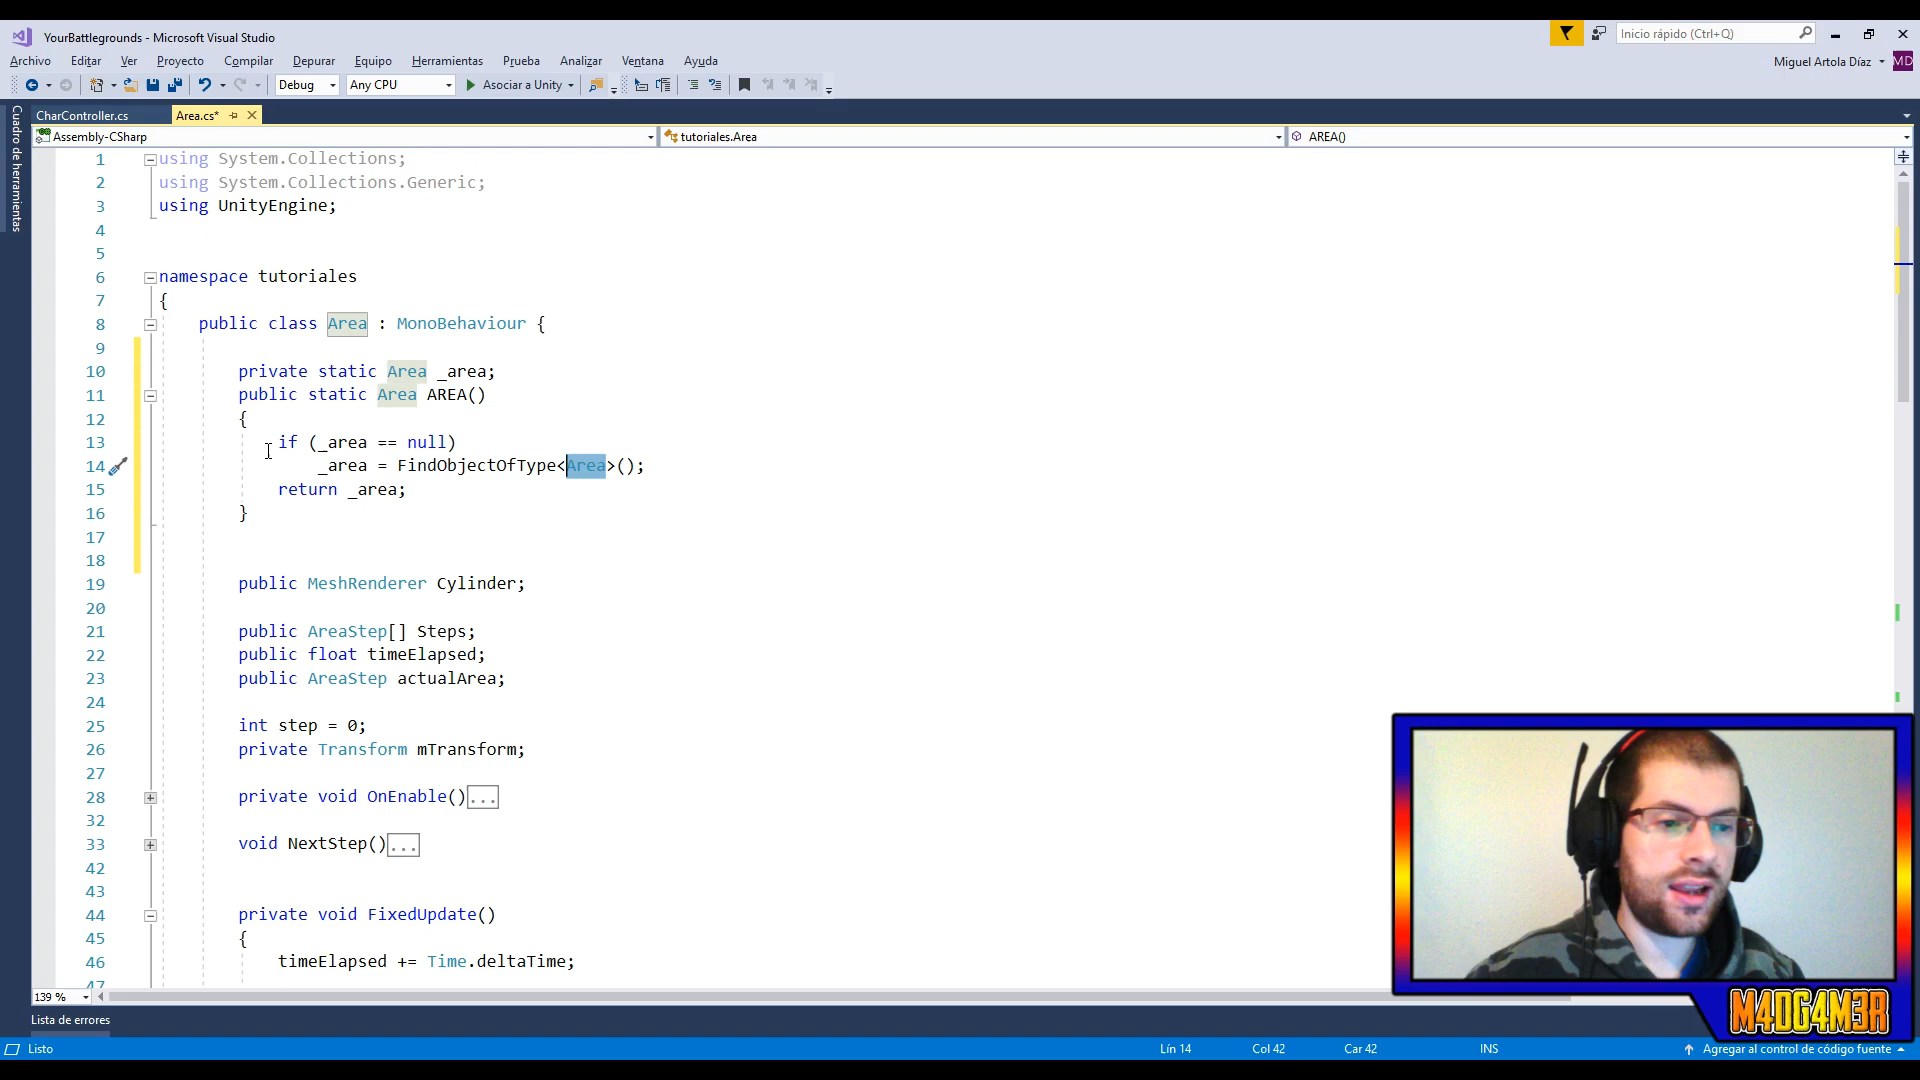 YourBattlegrounds - Microsoft Visual Studio
Inicio rápido (Ctrl+Q)
Archivo Editar Ver Proyecto Compilar Depurar Equipo Herramientas Prueba Analizar Ventana Ayuda
Miguel Artola Díaz MD
Debug Any CPU Asociar a Unity
CharController.cs Area.cs*
Assembly-CSharp tutoriales.Area AREA()
Cuadro de herramientas
1 using System.Collections;
2 using System.Collections.Generic;
3 using UnityEngine;
4
5
6 namespace tutoriales
7 {
8 public class Area : MonoBehaviour {
9
10 private static Area _area;
11 public static Area AREA()
12 {
13 if (_area == null)
14 _area = FindObjectOfType<Area>();
15 return _area;
16 }
17
18
19 public MeshRenderer Cylinder;
20
21 public AreaStep[] Steps;
22 public float timeElapsed;
23 public AreaStep actualArea;
24
25 int step = 0;
26 private Transform mTransform;
27
28 private void OnEnable()...
32
33 void NextStep()...
42
43
44 private void FixedUpdate()
45 {
46 timeElapsed += Time.deltaTime;
47
139 %
M4DG4M3R
Lista de errores
Listo Lín 14 Col 42 Car 42 INS Agregar al control de código fuente